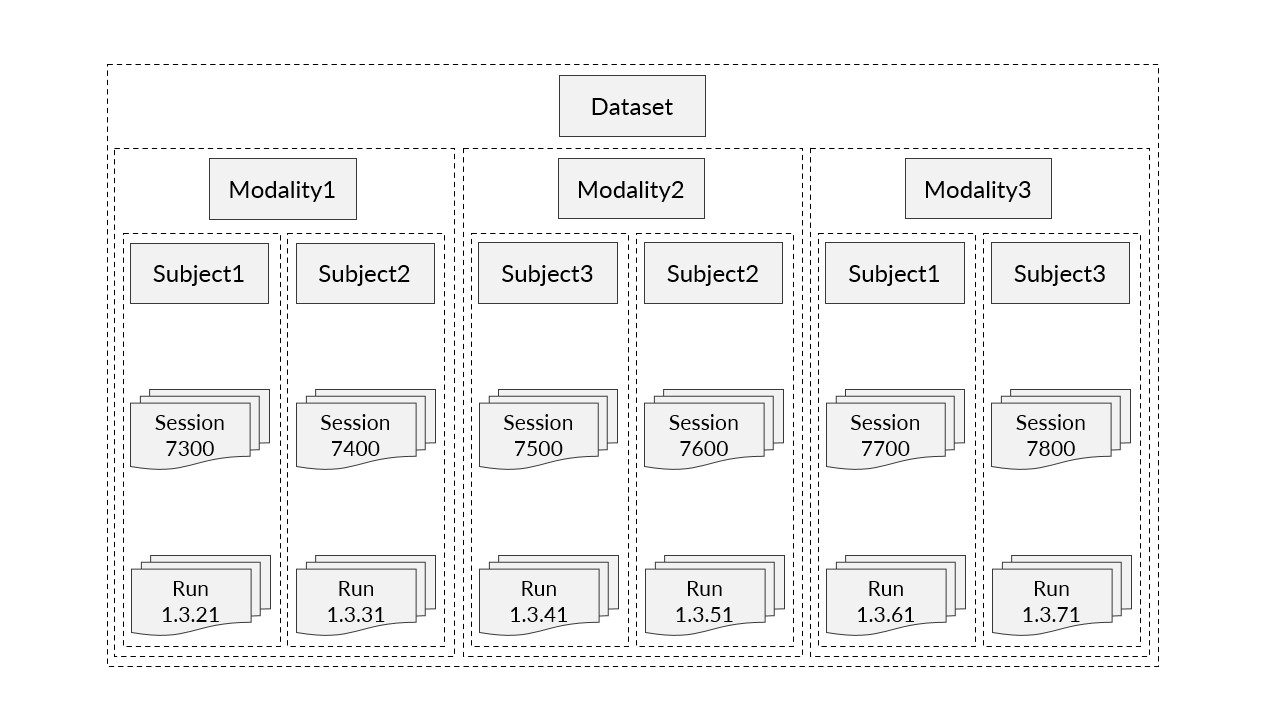 Dataset
Modality1
Modality2
Modality3
Subject1
Subject2
Subject3
Subject2
Subject1
Subject3
Session
7300
Session
7400
Session
7500
Session
7600
Session
7700
Session
7800
Run
1.3.21
Run
1.3.31
Run
1.3.41
Run
1.3.51
Run
1.3.61
Run
1.3.71